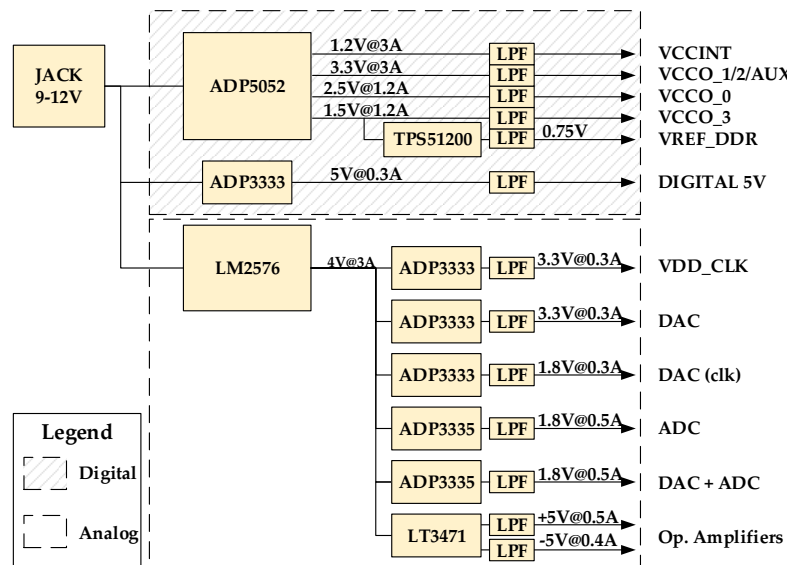 JACK
9-12V
ADP5052
1.2V@3A
LPF
VCCINT
3.3V@3A
LPF
VCCO_1/2/AUX
2.5V@1.2A
LPF
VCCO_0
1.5V@1.2A
LPF
VCCO_3
TPS51200
LPF
0.75V
VREF_DDR
ADP3333
5V@0.3A
LPF
DIGITAL 5V
LM2576
4V@3A
ADP3333
LPF
3.3V@0.3A
VDD_CLK
ADP3333
LPF
3.3V@0.3A
DAC
ADP3333
LPF
1.8V@0.3A
DAC (clk)
ADP3335
LPF
1.8V@0.5A
ADC
ADP3335
LPF
1.8V@0.5A
DAC + ADC
LT3471
LPF
+5V@0.5A
LPF
-5V@0.4A
Op. Amplifiers
Legend
Digital
Analog